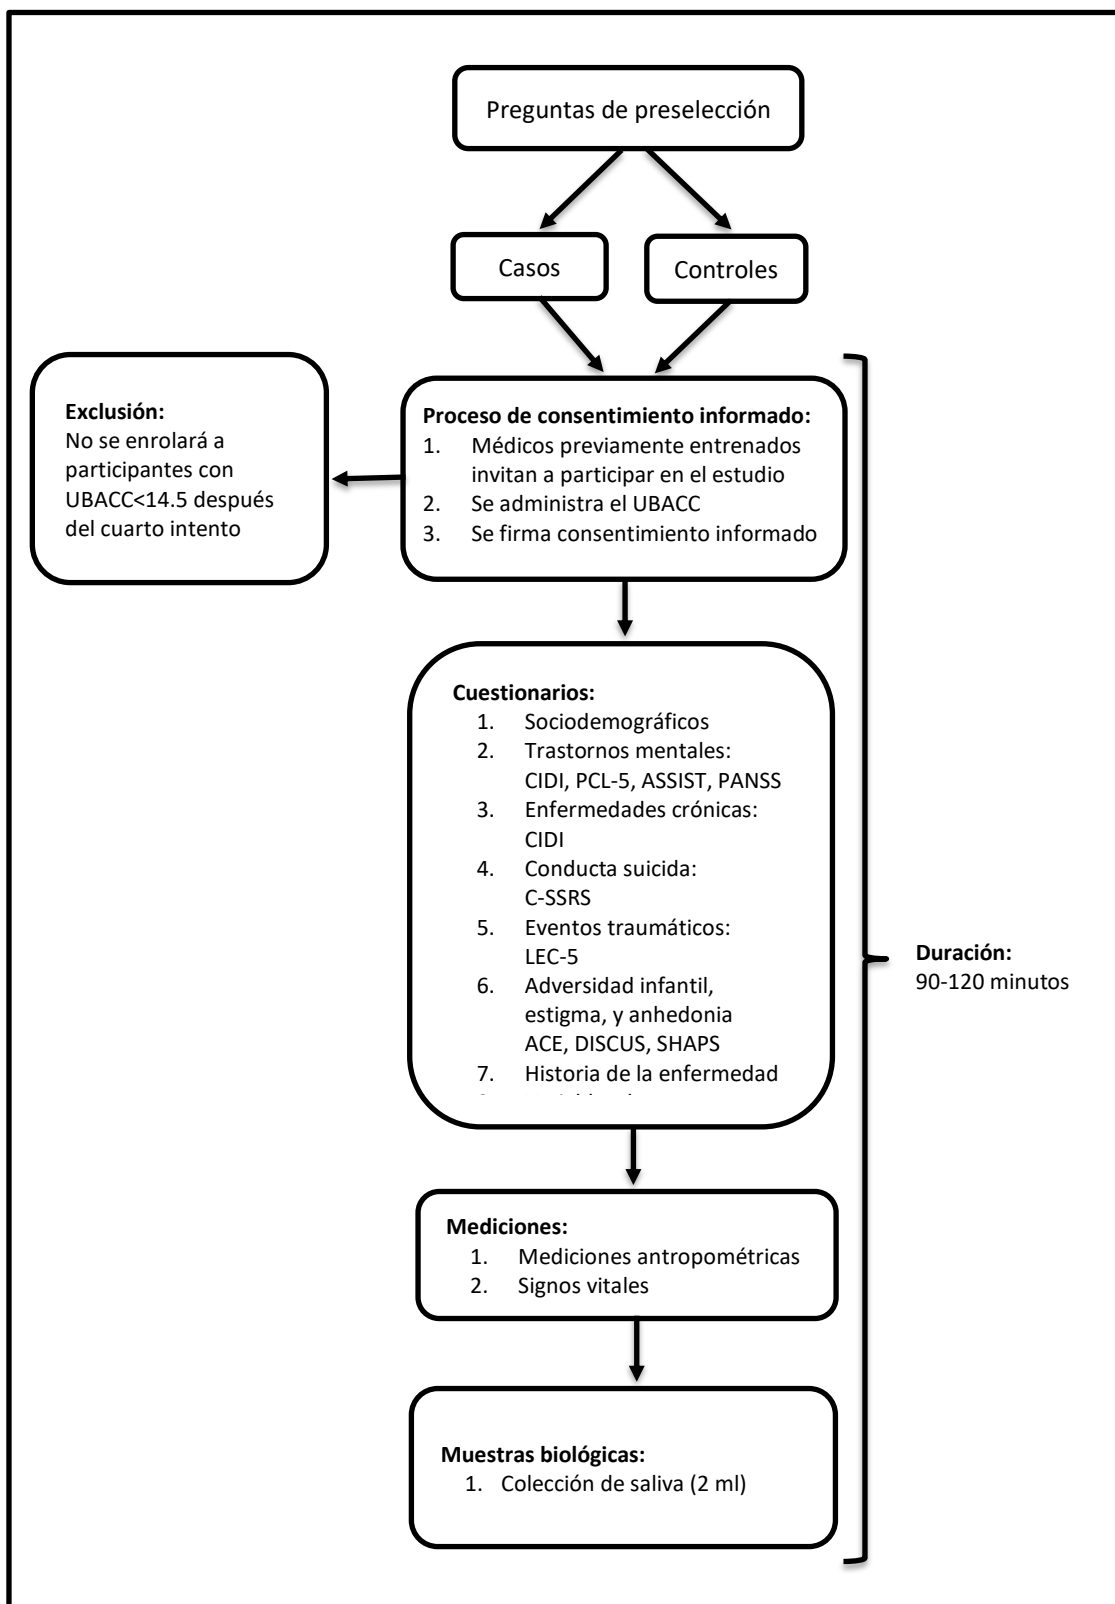 Preguntas de preselección
Casos
Controles
Exclusión:
No se enrolará a
participantes con
UBACC<14.5 después
del cuarto intento
Proceso de consentimiento informado:
1. Médicos previamente entrenados
invitan a participar en el estudio
2. Se administra el UBACC
3. Se firma consentimiento informado
Cuestionarios:
1. Sociodemográficos
2. Trastornos mentales:
CIDI, PCL-5, ASSIST, PANSS
3. Enfermedades crónicas:
CIDI
4. Conducta suicida:
C-SSRS
5. Eventos traumáticos:
LEC-5
6. Adversidad infantil,
estigma, y anhedonia
ACE, DISCUS, SHAPS
7. Historia de la enfermedad
Duración:
90-120 minutos
Mediciones:
1. Mediciones antropométricas
2. Signos vitales
Muestras biológicas:
1. Colección de saliva (2 ml)